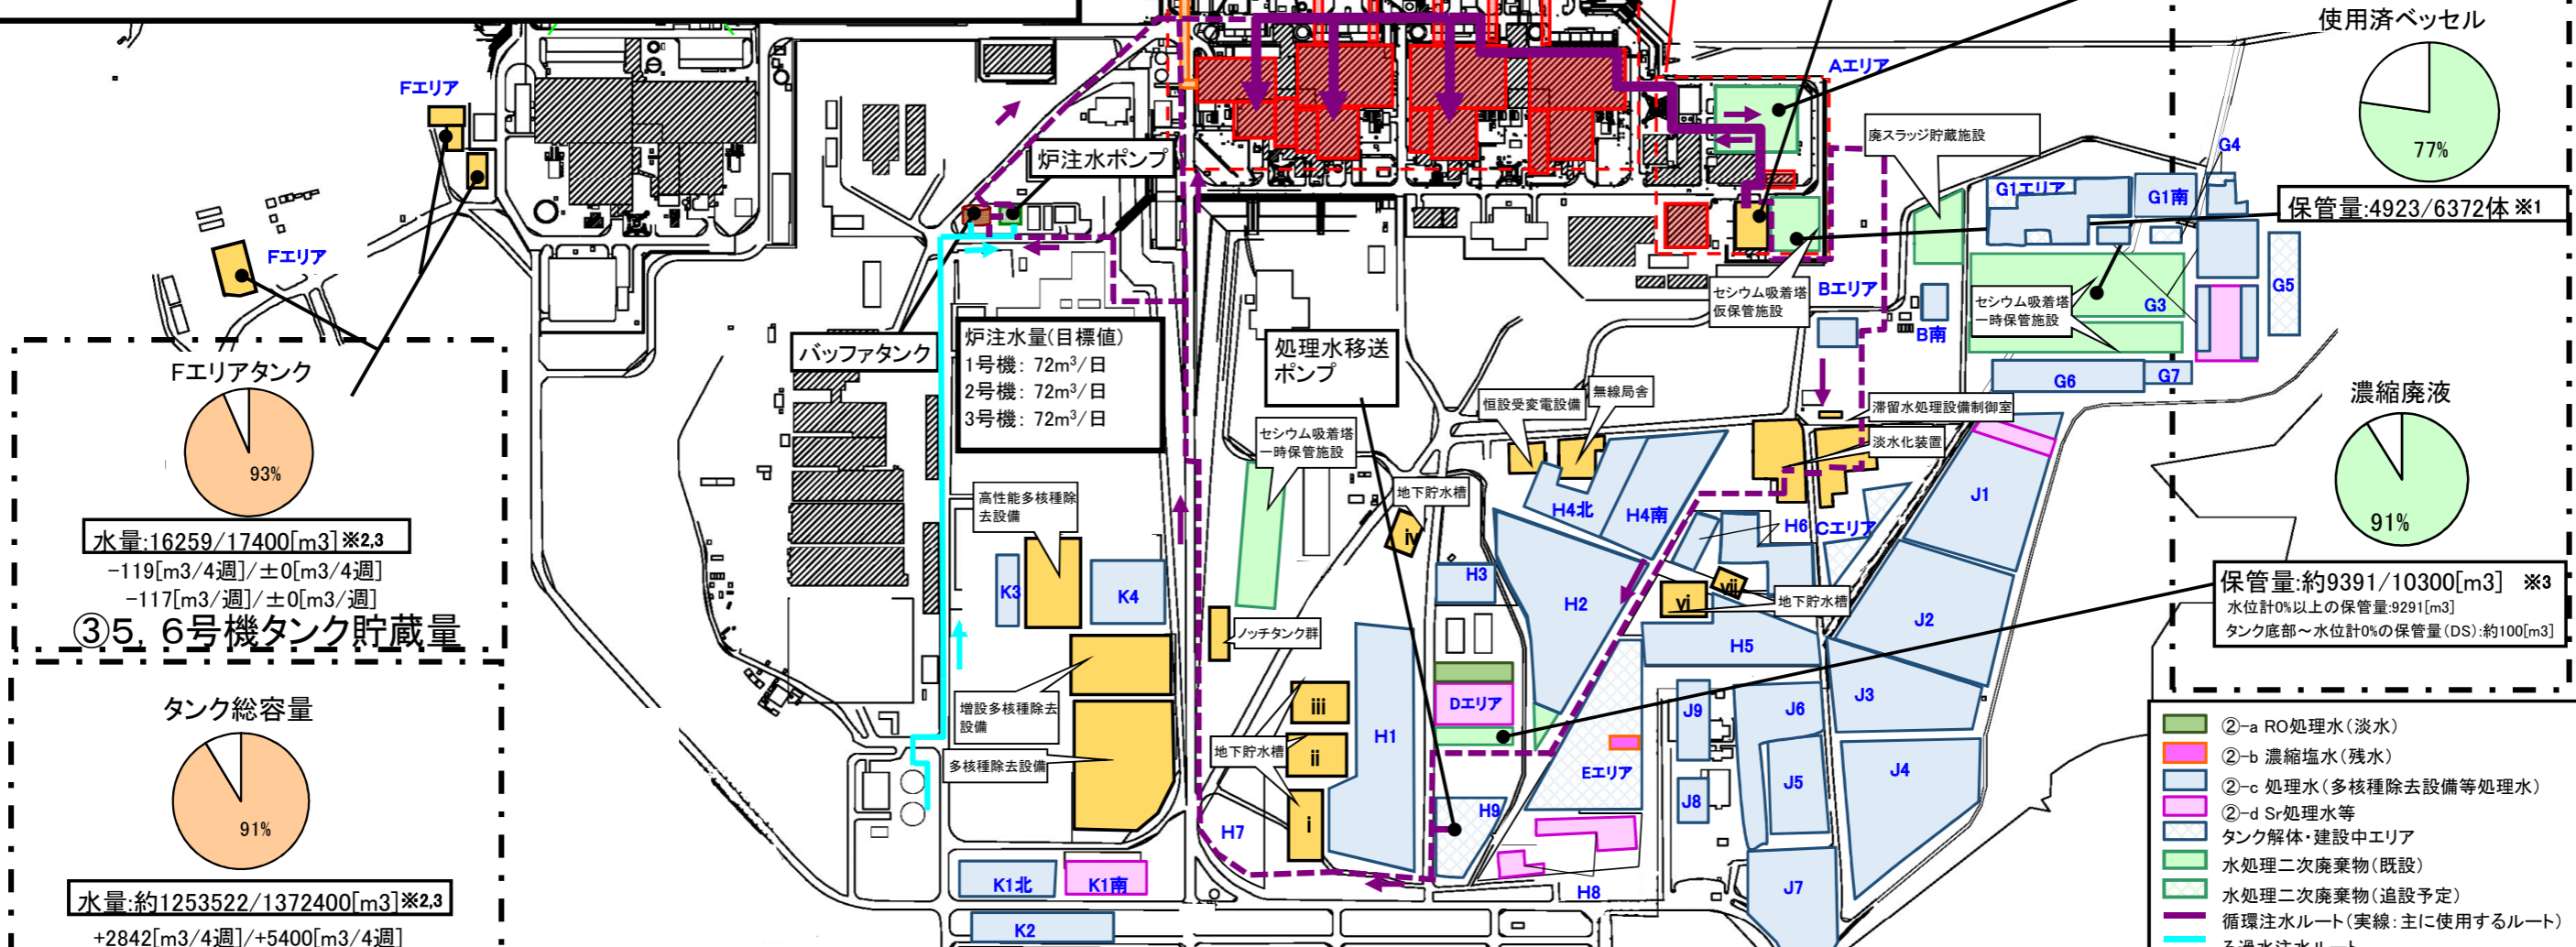 使用済ベッセル
77%
保管量:4923/6372体 ※1
濃縮廃液
91%
保管量:約9391/10300[m3] ※3
水位計0%以上の保管量:9291[m3]
タンク底部~水位計0%の保管量(DS):約100[m3]
Fエリア
Fエリア
Fエリアタンク
93%
水量:16259/17400[m3]※2,3
-119[m3/4週]/±0[m3/4週]
-117[m3/週]/±0[m3/週]
③5, 6号機タンク貯蔵量
タンク総容量
91%
水量:約1253522/1372400[m3]※2,3
+2842[m3/4週]/+5400[m3/4週]
炉注水ポンプ
バッファタンク
炉注水量(目標値)
1号機: 72m³/日
2号機: 72m³/日
3号機: 72m³/日
処理水移送
ポンプ
Aエリア
廃スラッジ貯蔵施設
G4
G1エリア
G1南
セシウム吸着塔
仮保管施設
Bエリア
B南
セシウム吸着塔
一時保管施設
G3
G5
G6
G7
恒設受変電設備
無線局舎
滞留水処理設備制御室
淡水化装置
セシウム吸着塔
一時保管施設
地下貯水槽
iv
高性能多核種除
去設備
K3
K4
H4北
H4南
H6
Cエリア
J1
H3
H2
vi
vii
地下貯水槽
J2
H5
ノッチタンク群
増設多核種除去
設備
多核種除去設備
地下貯水槽
iii
ii
i
H1
Dエリア
Eエリア
J9
J6
J3
J5
J4
J8
H9
H7
H8
J7
K1北
K1南
K2
②-a RO処理水(淡水)
②-b 濃縮塩水(残水)
②-c 処理水(多核種除去設備等処理水)
②-d Sr処理水等
タンク解体・建設中エリア
水処理二次廃棄物(既設)
水処理二次廃棄物(追設予定)
循環注水ルート(実線:主に使用するルート)
ろ過水注水ルート